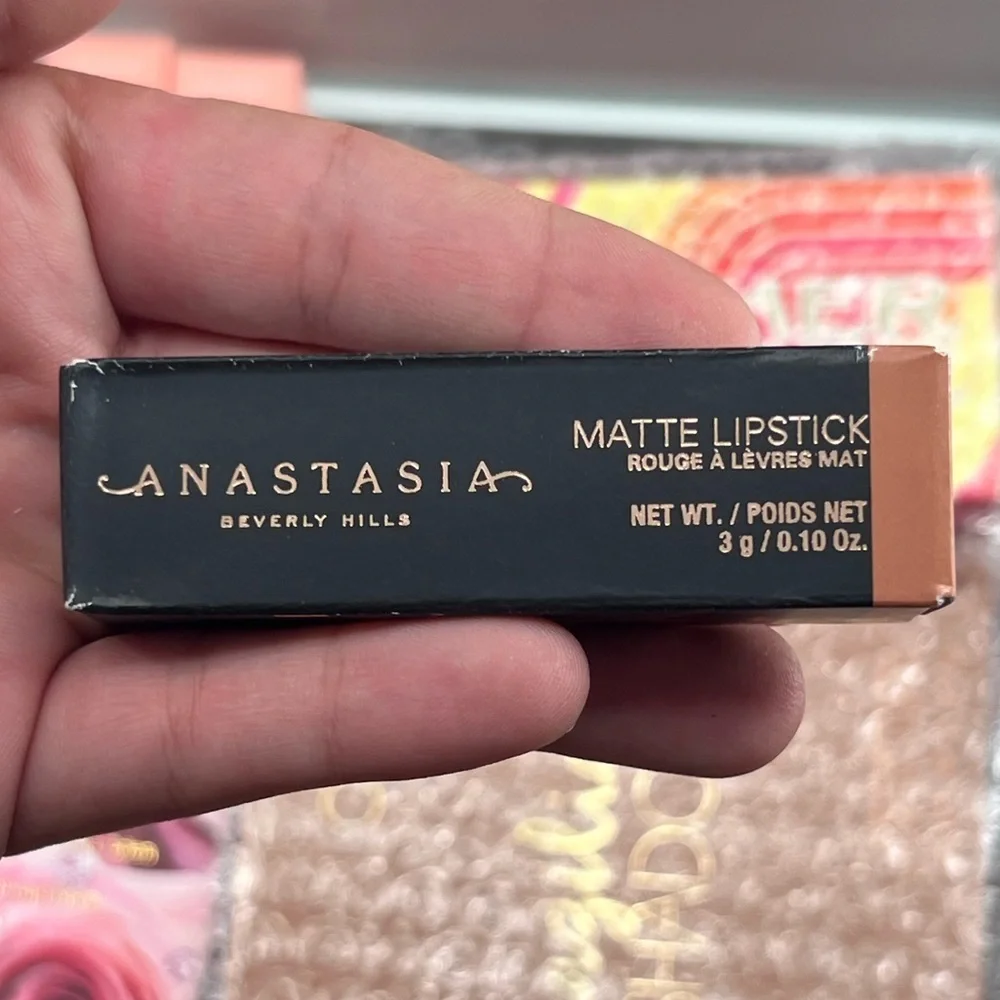 ANASTASIA
BEVERLY HILLS
MATTE LIPSTICK
ROUGE À LÈVRES MAT
NET WT. / POIDS NET
3 g / 0.10 Oz.